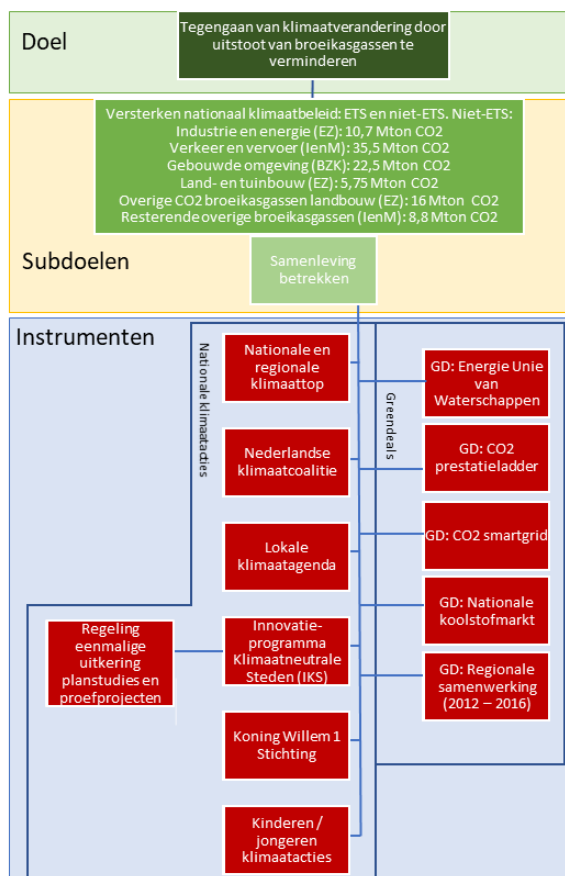 Doel
Tegengaan van klimaatverandering door
uitstoot van broeikasgassen te
verminderen
Versterken nationaal klimaatbeleid: ETS en niet-ETS. Niet-ETS:
Industrie en energie (EZ): 10,7 Mton CO2
Verkeer en vervoer (IenM): 35,5 Mton CO2
Gebouwde omgeving (BZK): 22,5 Mton CO2
Land- en tuinbouw (EZ): 5,75 Mton CO2
Overige CO2 broeikasgassen landbouw (EZ): 16 Mton CO2
Resterende overige broeikasgassen (IenM): 8,8 Mton CO2
Subdoelen
Samenleving
betrekken
Instrumenten
Nationale klimaatacties
Nationale en
regionale
klimaattop
Nederlandse
klimaatcoalitie
Lokale
klimaatagenda
Regeling
eenmalige
uitkering
planstudies en
proefprojecten
Innovatie-
programma
Klimaatneutrale
Steden (IKS)
Koning Willem 1
Stichting
Kinderen /
jongeren
klimaatacties
Greendeals
GD: Energie Unie
van
Waterschappen
GD: CO2
prestatieladder
GD: CO2 smartgrid
GD: Nationale
koolstofmarkt
GD: Regionale
samenwerking
(2012 – 2016)